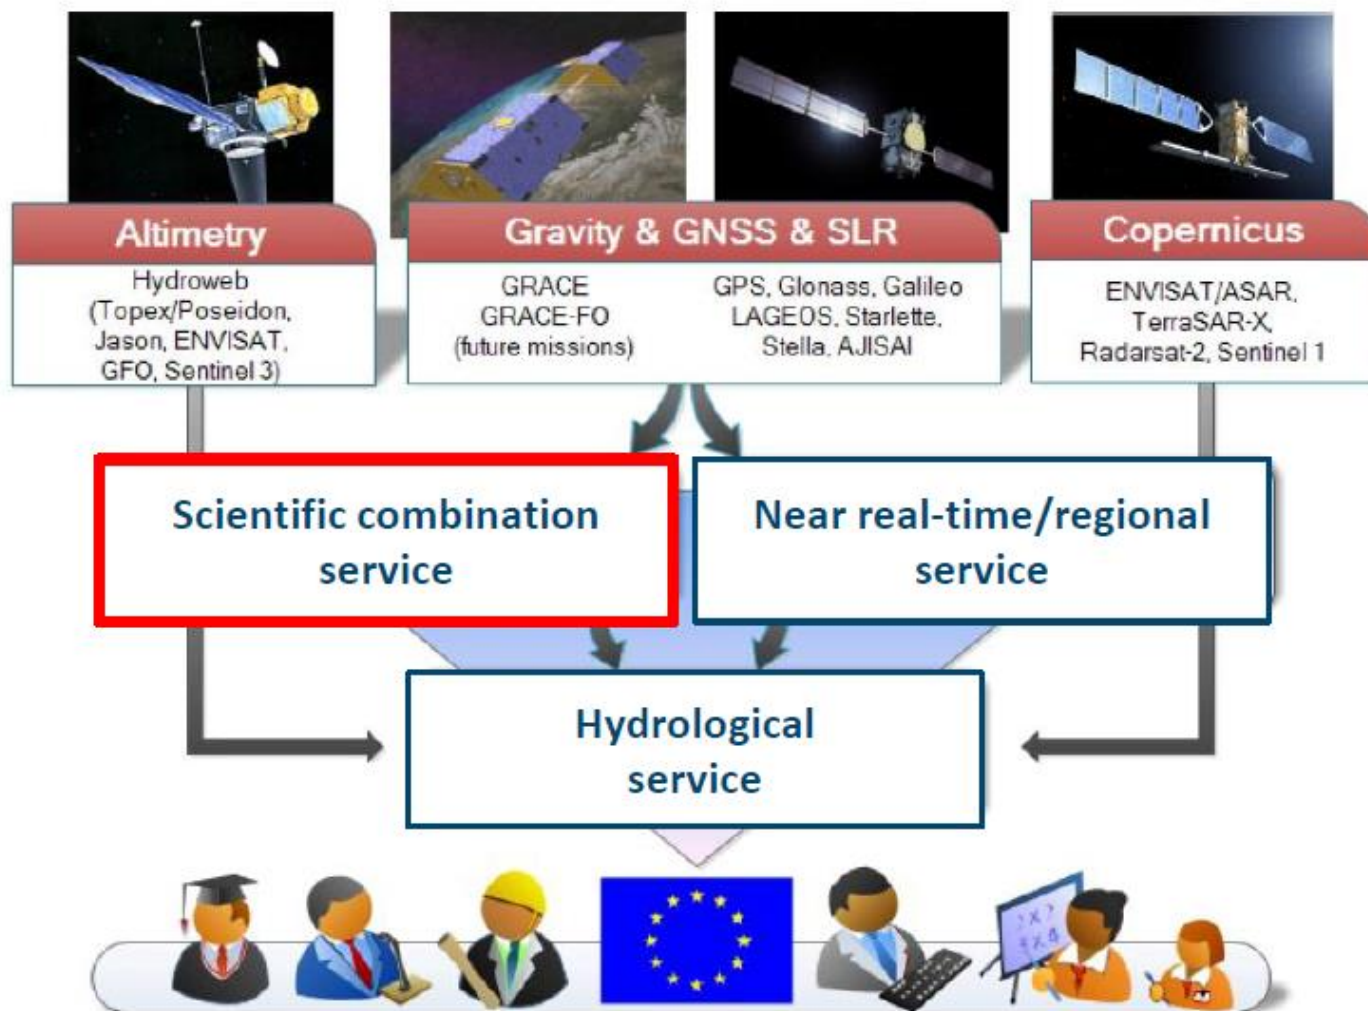 Altimetry
Hydroweb
(Topex/Poseidon,
Jason, ENVISAT,
GFO, Sentinel 3)
Gravity & GNSS & SLR
GRACE
GRACE-FO
(future missions)
GPS, Glonass, Galileo
LAGEOS, Starlette,
Stella, AJISAI
Copernicus
ENVISAT/ASAR,
TerraSAR-X,
Radarsat-2, Sentinel 1
Scientific combination
service
Near real-time/regional
service
Hydrological
service